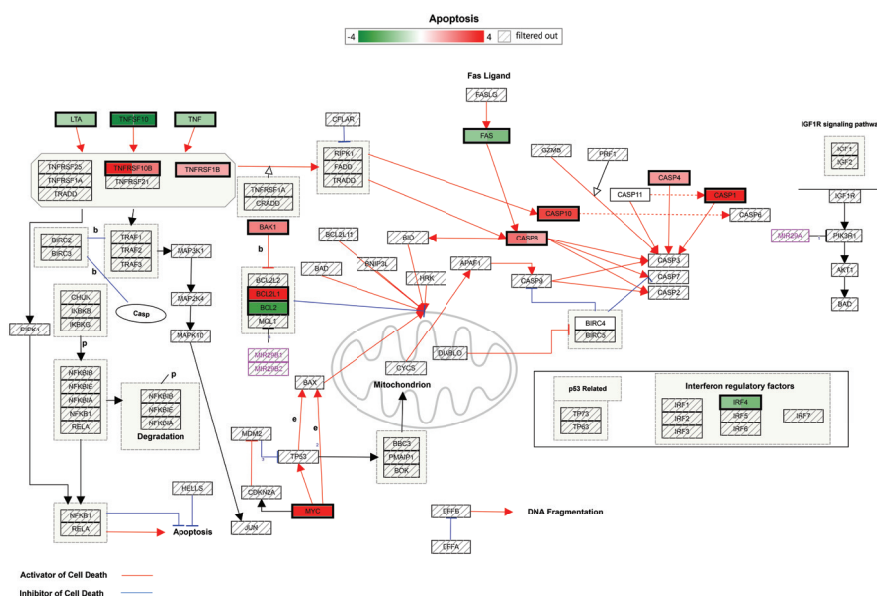 Apoptosis
-4
4
filtered out
Fas Ligand
FASLG
LTA
TNFSF10
TNF
CFLAR
FAS
GZMB
PRF1
IGF1R signaling pathway
IGF1
IGF2
TNFRSF25
TNFRSF1A
TRADD
TNFRSF10B
TNFRSF21
TNFRSF1B
RIPK1
FADD
TRADD
TNFRSF1A
CRADD
CASP4
CASP11
CASP1
CASP6
IGF1R
BAK1
CASP10
CASP8
BIRC2
BIRC3
b
b
TRAF1
TRAF2
TRAF3
MAP3K1
b
BCL2L11
BID
BNIP3L
BAD
HRK
APAF1
CASP9
CASP3
CASP7
CASP2
MIR29A
PIK3R1
AKT1
BAD
BCL2L2
BCL2L1
BCL2
MCL1
CHUK
IKBKB
IKBKG
Casp
MAP2K4
MAPK10
p
MIR29B1
MIR29B2
DIABLO
BIRC4
BIRC5
CYCS
Mitochondrion
BAX
NFKBIB
NFKBIE
NFKBIA
NFKB1
RELA
p
NFKBIB
NFKBIE
NFKBIA
Degradation
e
e
p53 Related
TP73
TP63
Interferon regulatory factors
IRF1
IRF2
IRF3
IRF4
IRF5
IRF6
IRF7
MDM2
TP53
BBC3
PMAIP1
BOK
HELLS
CDKN2A
MYC
JUN
NFKB1
RELA
Apoptosis
DFFB
DNA Fragmentation
DFFA
Activator of Cell Death
Inhibitor of Cell Death